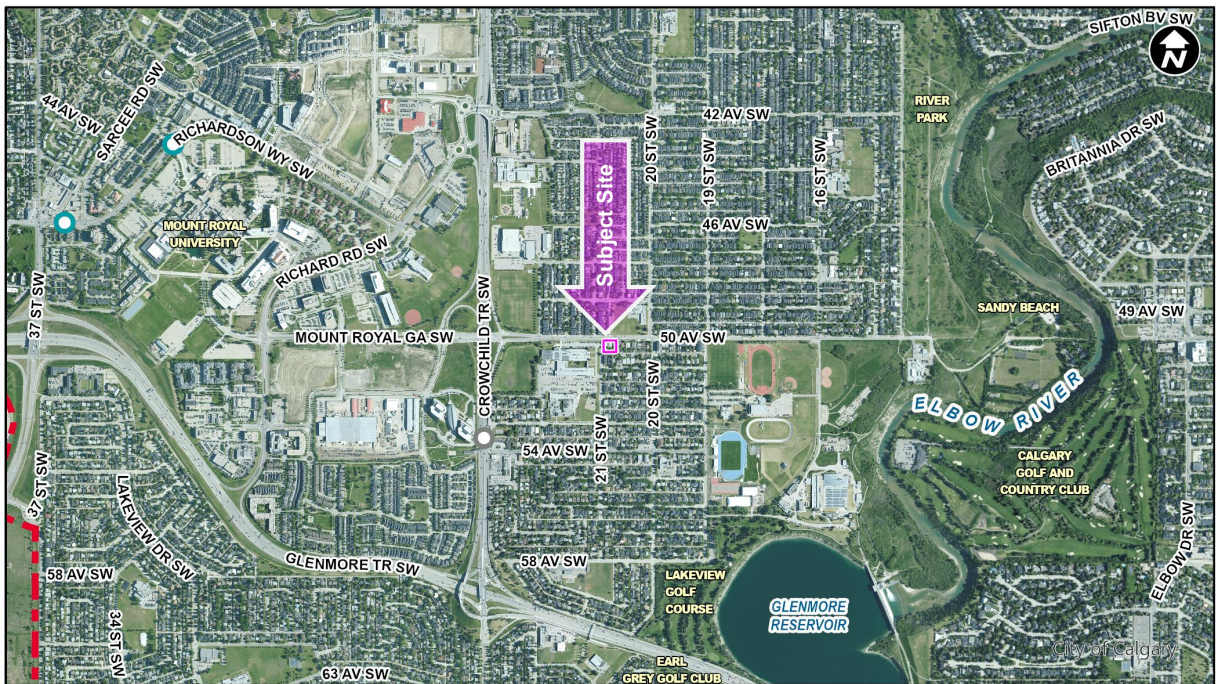 SIFTON BV SW
N
44 AV SW
SARCEE RD SW
RICHARDSON WY SW
42 AV SW
RIVER
PARK
BRITANNIA DR SW
20 ST SW
19 ST SW
16 ST SW
Subject Site
MOUNT ROYAL
UNIVERSITY
46 AV SW
RICHARD RD SW
37 ST SW
CROWCHILD TR SW
SANDY BEACH
49 AV SW
MOUNT ROYAL GA SW
50 AV SW
20 ST SW
ELBOW RIVER
21 ST SW
54 AV SW
CALGARY
GOLF AND
COUNTRY CLUB
37 ST SW
LAKEVIEW DR SW
GLENMORE TR SW
58 AV SW
58 AV SW
LAKEVIEW
GOLF
COURSE
GLENMORE
RESERVOIR
ELBOW DR SW
34 ST SW
63 AV SW
EARL
GREY GOLF CLUB
City of Calgary